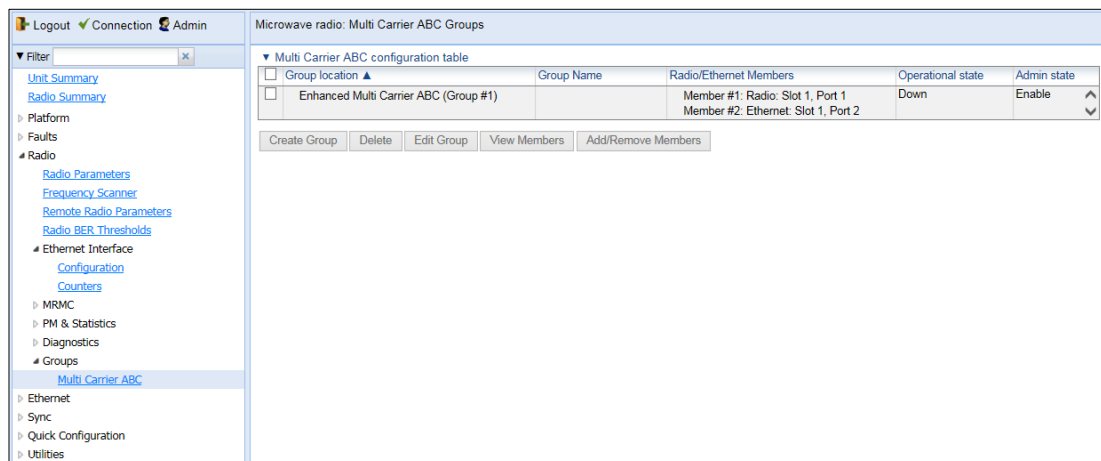 Logout Connection Admin
Microwave radio: Multi Carrier ABC Groups
Filter
Unit Summary
Radio Summary
Platform
Faults
Radio
Radio Parameters
Frequency Scanner
Remote Radio Parameters
Radio BER Thresholds
Ethernet Interface
Configuration
Counters
MRMC
PM & Statistics
Diagnostics
Groups
Multi Carrier ABC
Ethernet
Sync
Quick Configuration
Utilities
Multi Carrier ABC configuration table
Group location ▲ Group Name Radio/Ethernet Members Operational state Admin state
Enhanced Multi Carrier ABC (Group #1) Member #1: Radio: Slot 1, Port 1 Down Enable
Member #2: Ethernet: Slot 1, Port 2
Create Group Delete Edit Group View Members Add/Remove Members